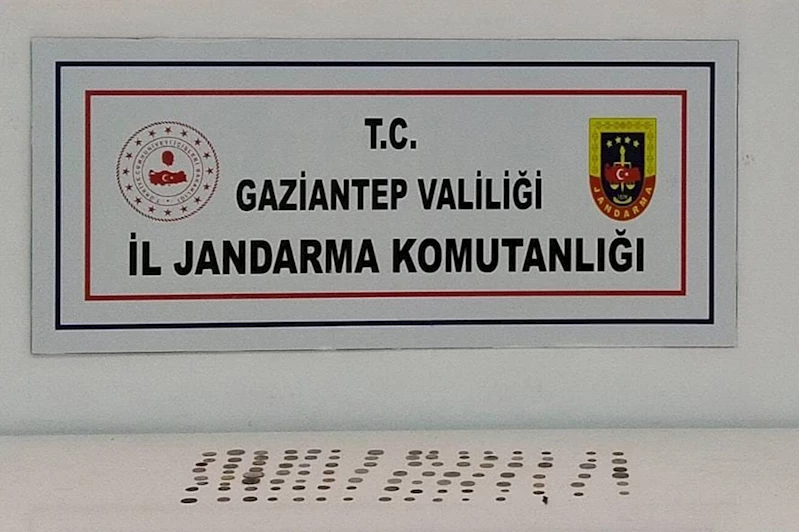 T.C.
GAZİANTEP VALİLİĞİ
İL JANDARMA KOMUTANLIĞI
JANDARMA